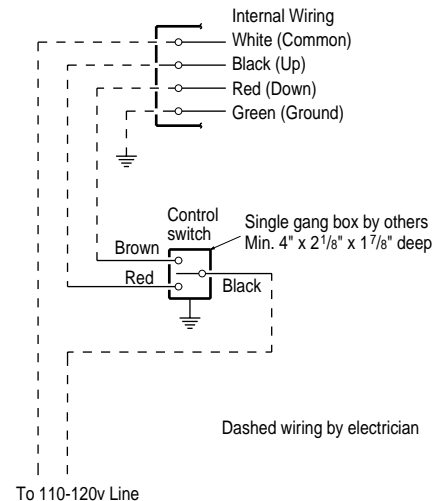 Internal Wiring
White (Common)
Black (Up)
Red (Down)
Green (Ground)
Control
switch
Single gang box by others
Min. 4" x 2 1/8" x 1 7/8" deep
Brown
Red
Black
Dashed wiring by electrician
To 110-120v Line